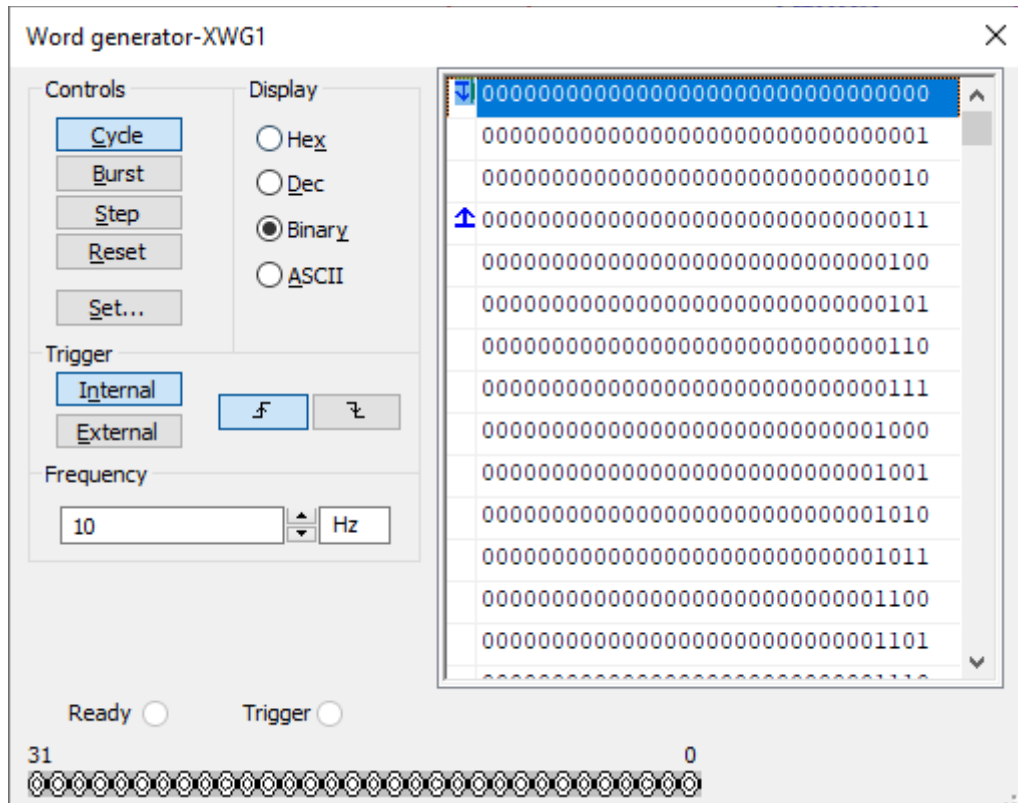 Word generator-XWG1
Controls
Cycle
Burst
Step
Reset
Set...
Display
Hex
Dec
Binary
ASCII
Trigger
Internal
External
Frequency
10
Hz
00000000000000000000000000000000
00000000000000000000000000000001
00000000000000000000000000000010
00000000000000000000000000000011
00000000000000000000000000000100
00000000000000000000000000000101
00000000000000000000000000000110
00000000000000000000000000000111
00000000000000000000000000001000
00000000000000000000000000001001
00000000000000000000000000001010
00000000000000000000000000001011
00000000000000000000000000001100
00000000000000000000000000001101
Ready
Trigger
31
0